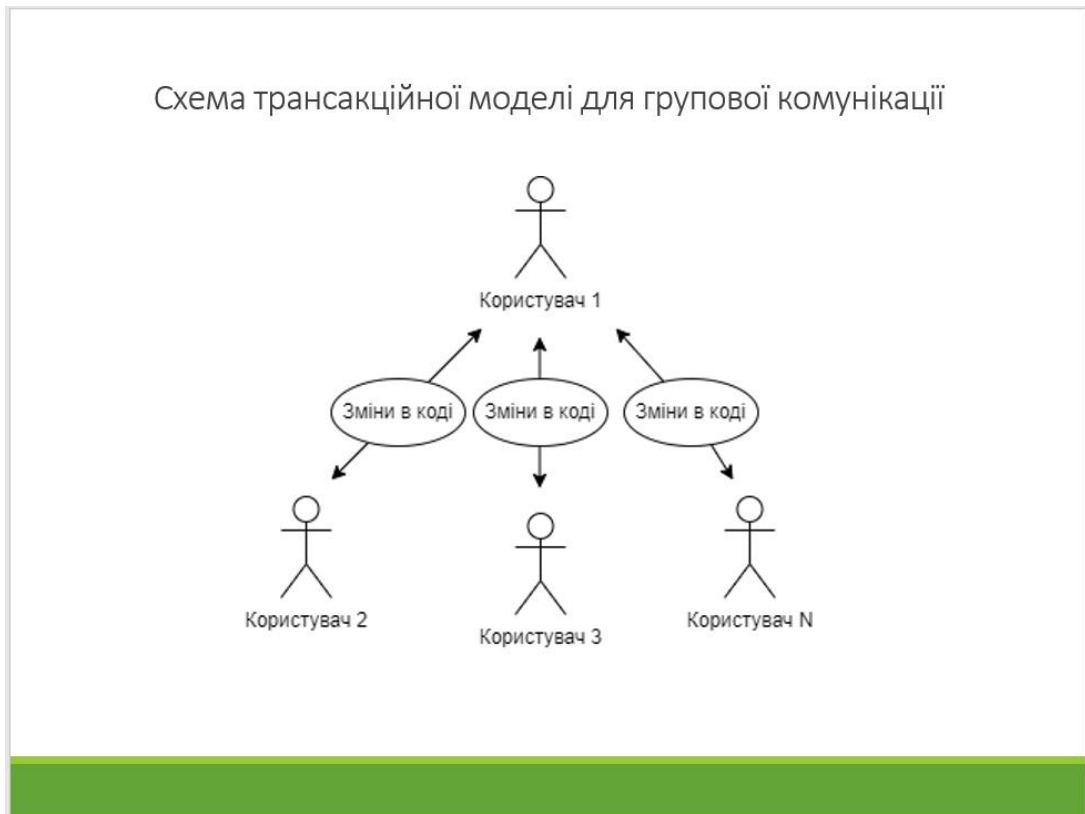 Схема трансакційної моделі для групової комунікації
Користувач 1
Зміни в коді
Зміни в коді
Зміни в коді
Користувач 2
Користувач 3
Користувач N